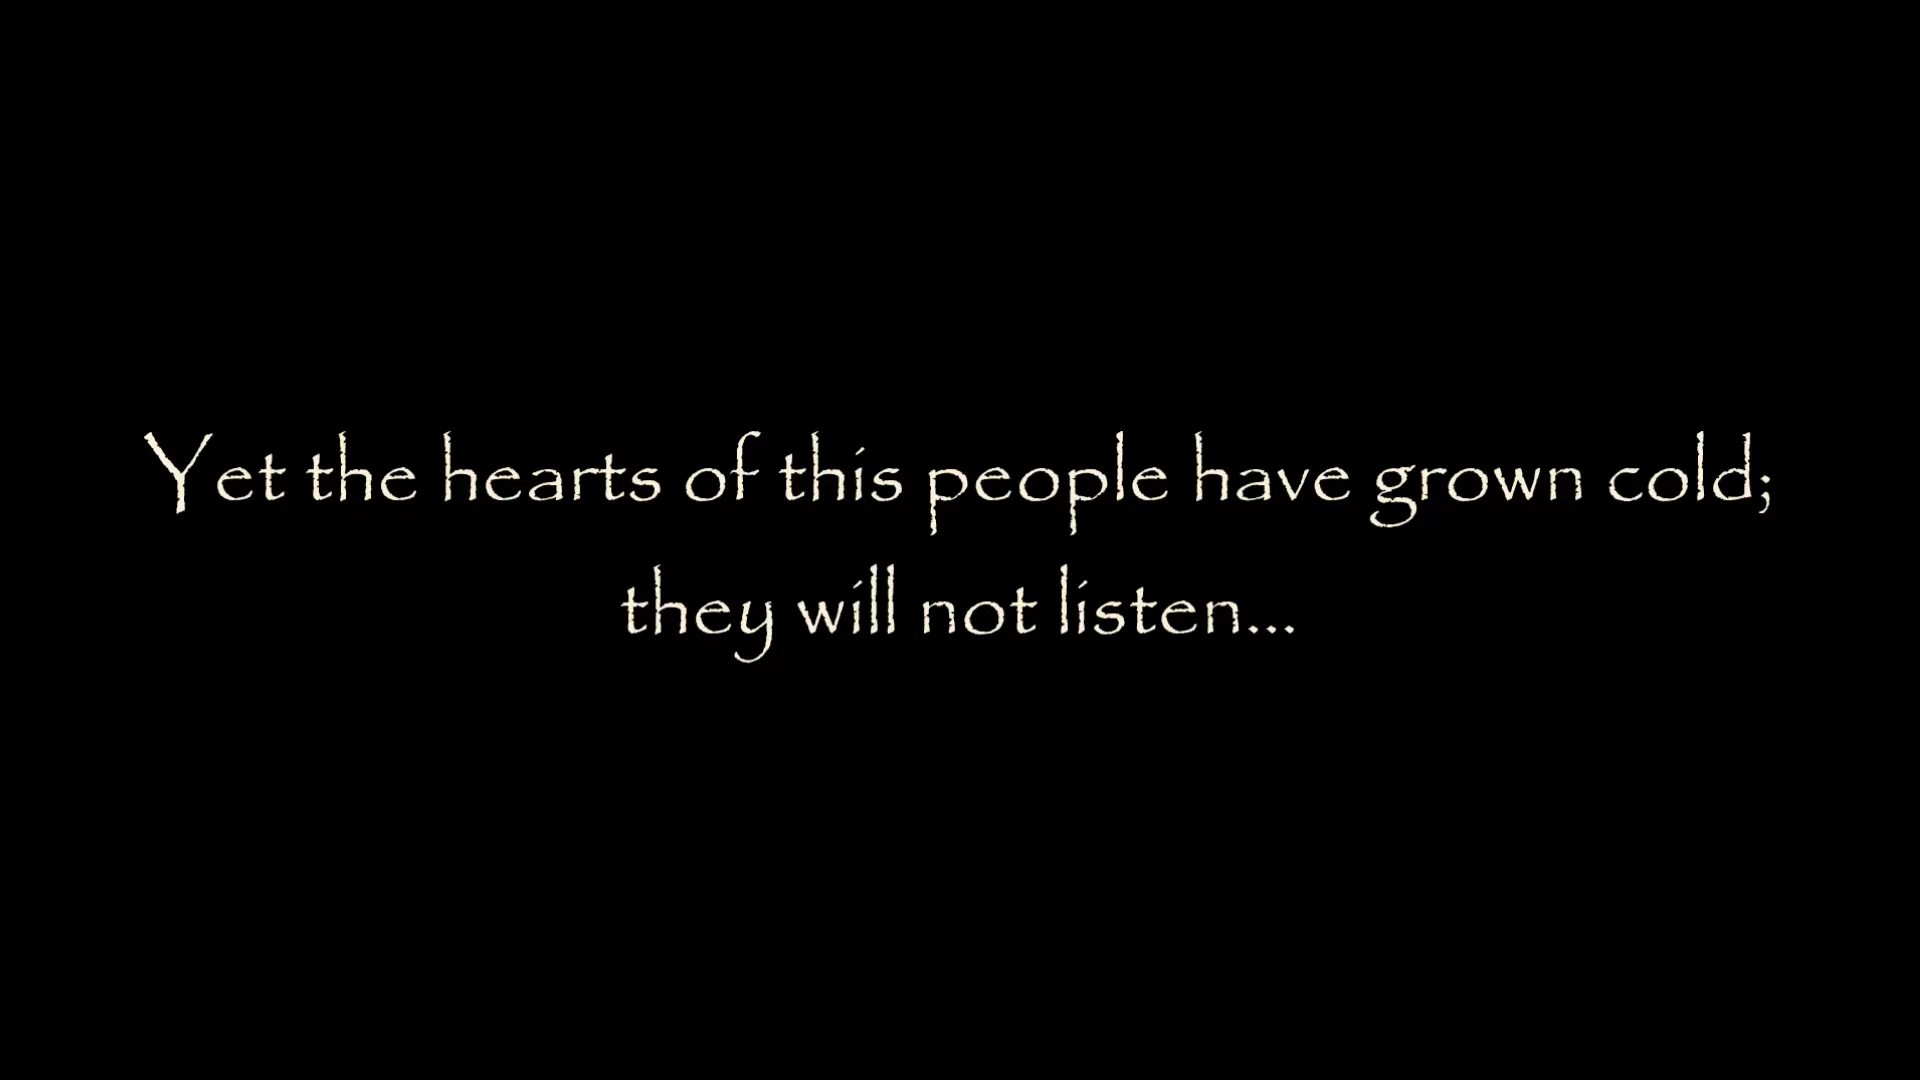 Yet the hearts of this people have grown cold;
they will not listen...